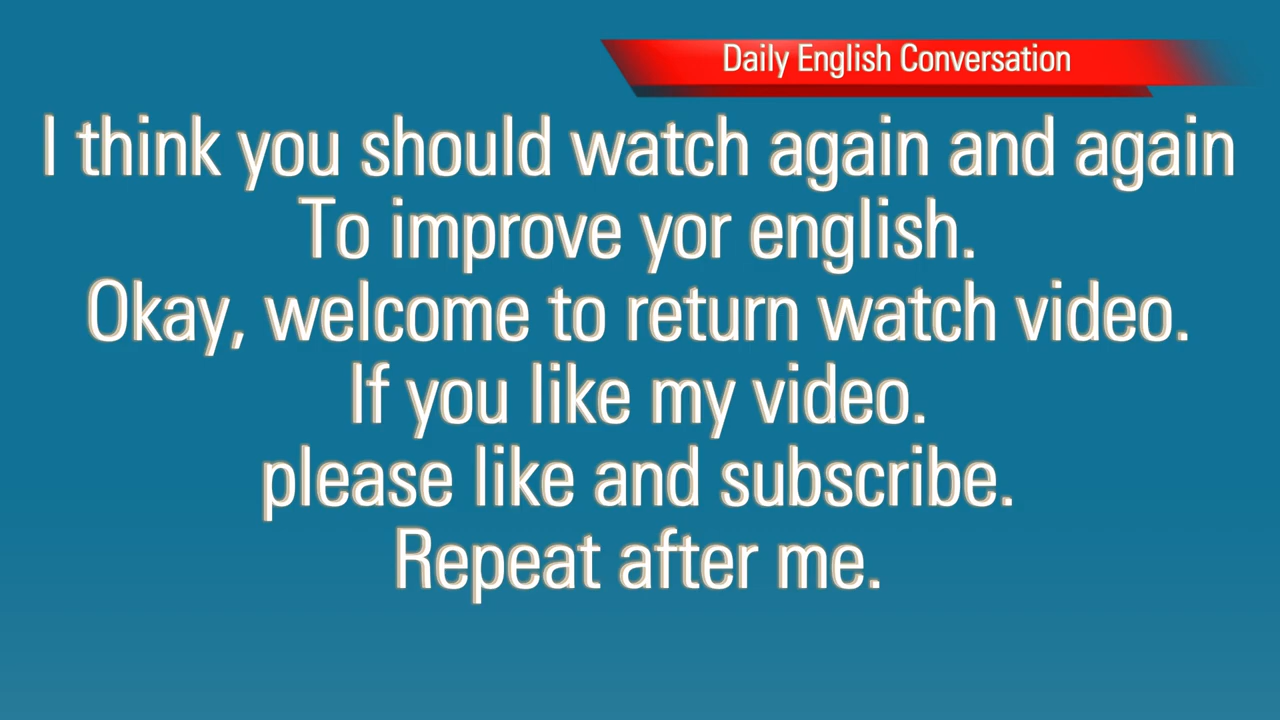 Daily English Conversation
I think you should watch again and again
To improve yor english.
Okay, welcome to return watch video.
If you like my video.
please like and subscribe.
Repeat after me.